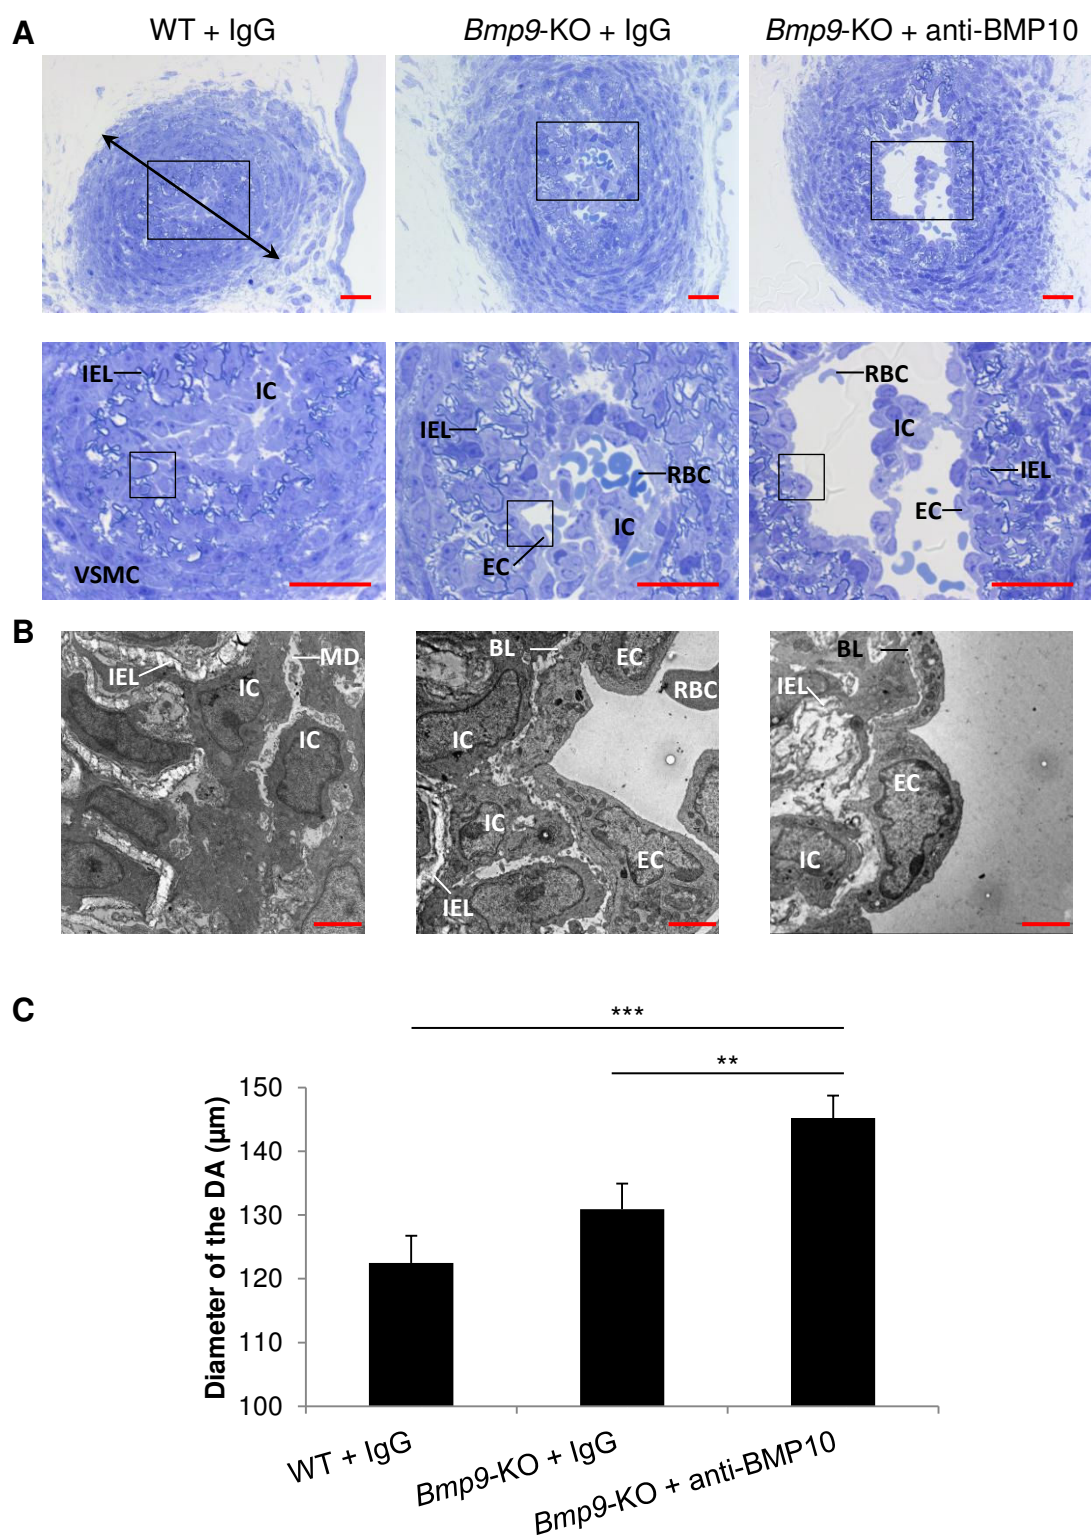 A
WT + IgG
Bmp9-KO + IgG
Bmp9-KO + anti-BMP10
IEL
IC
VSMC
IEL
RBC
IC
EC
RBC
IC
IEL
EC
B
IEL
MD
IC
IC
BL
EC
RBC
IC
IC
EC
IEL
BL
IEL
EC
IC
C
***
**
Diameter of the DA (µm)
150
140
130
120
110
100
WT + IgG
Bmp9-KO + IgG
Bmp9-KO + anti-BMP10